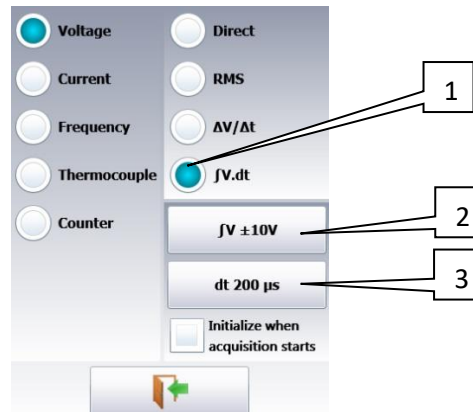 Voltage
Current
Frequency
Thermocouple
Counter
Direct
RMS
ΔV/Δt
∫V.dt
∫V ±10V
dt 200 µs
Initialize when
acquisition starts
1
2
3